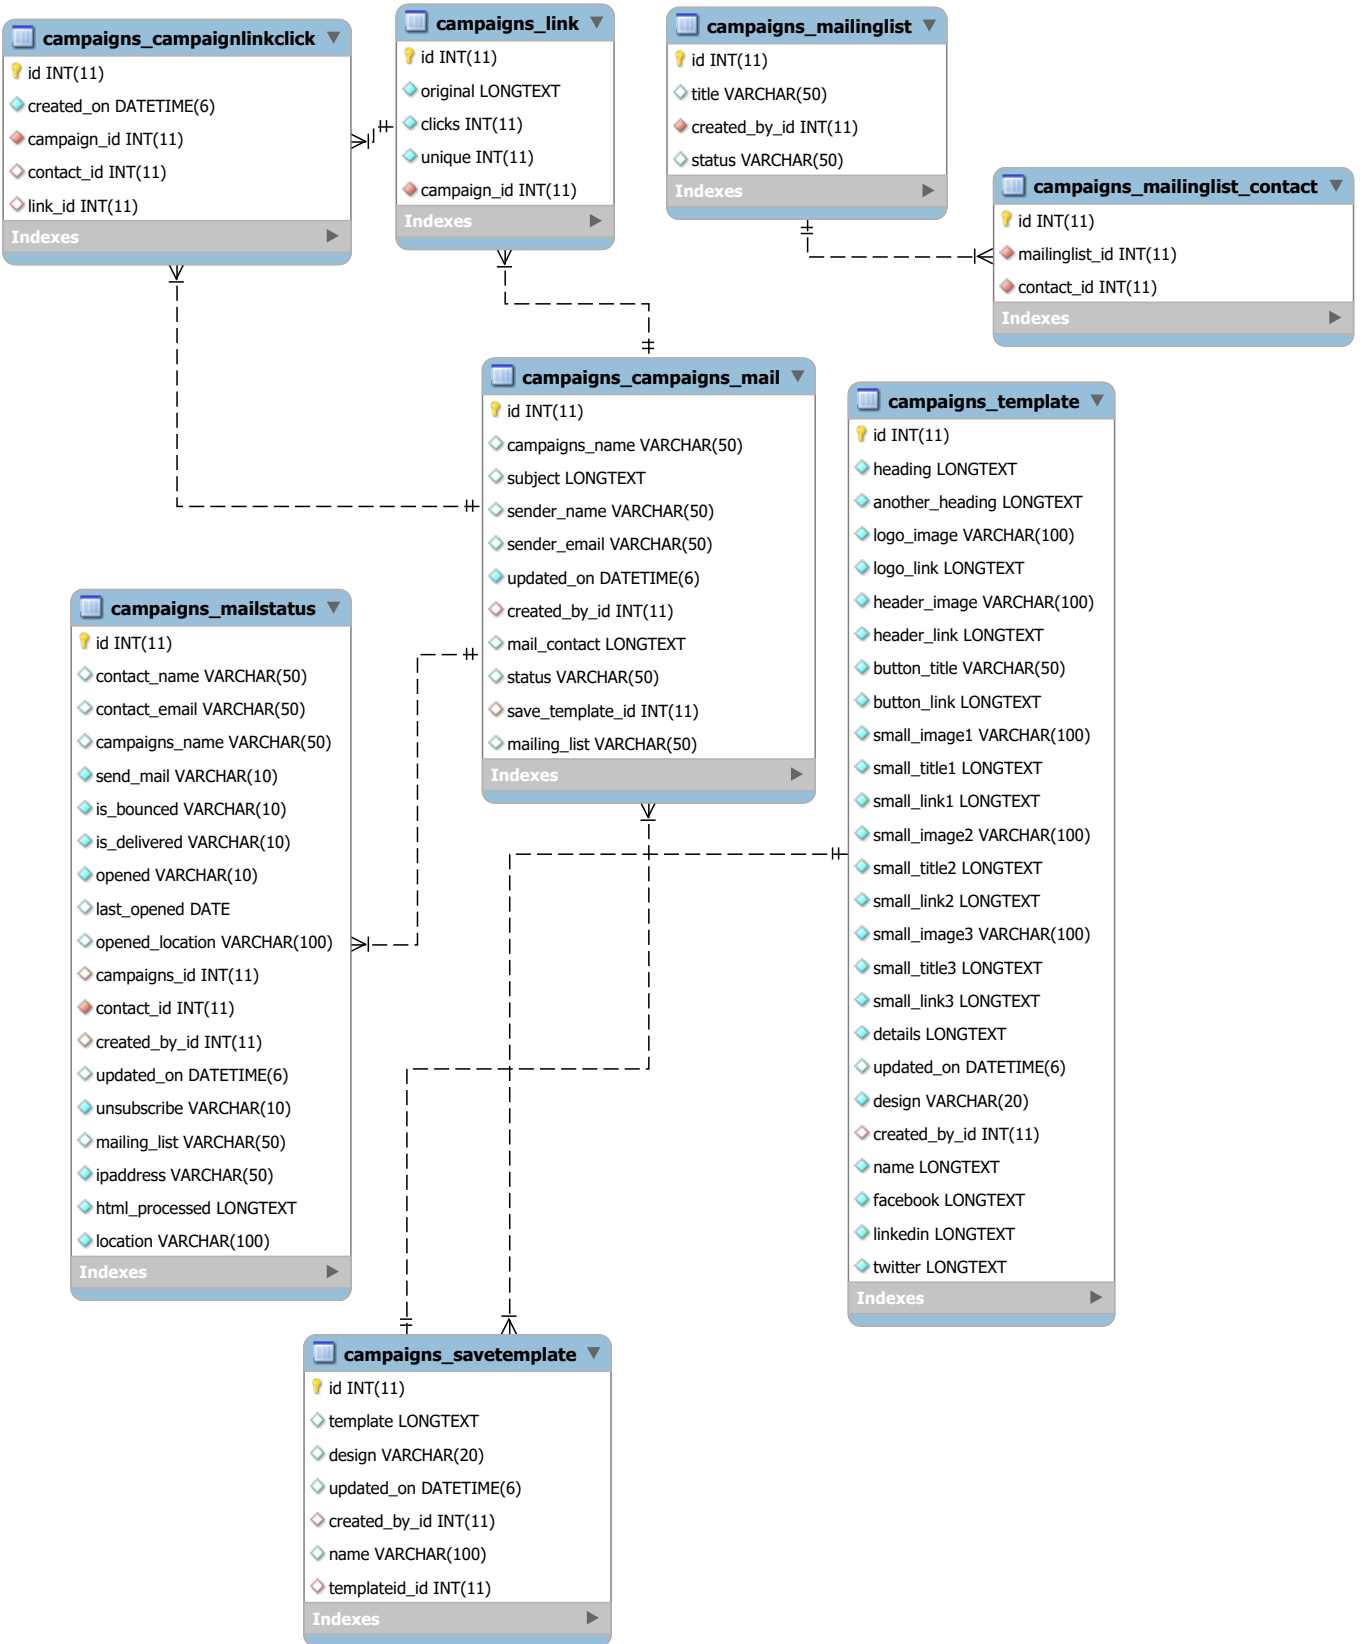 campaigns_campaignlinkclick
id INT(11)
created_on DATETIME(6)
campaign_id INT(11)
contact_id INT(11)
link_id INT(11)
Indexes
campaigns_link
id INT(11)
original LONGTEXT
clicks INT(11)
unique INT(11)
campaign_id INT(11)
Indexes
campaigns_mailinglist
id INT(11)
title VARCHAR(50)
created_by_id INT(11)
status VARCHAR(50)
Indexes
campaigns_mailinglist_contact
id INT(11)
mailinglist_id INT(11)
contact_id INT(11)
Indexes
campaigns_campaigns_mail
id INT(11)
campaigns_name VARCHAR(50)
subject LONGTEXT
sender_name VARCHAR(50)
sender_email VARCHAR(50)
updated_on DATETIME(6)
created_by_id INT(11)
mail_contact LONGTEXT
status VARCHAR(50)
save_template_id INT(11)
mailing_list VARCHAR(50)
Indexes
campaigns_template
id INT(11)
heading LONGTEXT
another_heading LONGTEXT
logo_image VARCHAR(100)
logo_link LONGTEXT
header_image VARCHAR(100)
header_link LONGTEXT
button_title VARCHAR(50)
button_link LONGTEXT
small_image1 VARCHAR(100)
small_title1 LONGTEXT
small_link1 LONGTEXT
small_image2 VARCHAR(100)
small_title2 LONGTEXT
small_link2 LONGTEXT
small_image3 VARCHAR(100)
small_title3 LONGTEXT
small_link3 LONGTEXT
details LONGTEXT
updated_on DATETIME(6)
design VARCHAR(20)
created_by_id INT(11)
name LONGTEXT
facebook LONGTEXT
linkedin LONGTEXT
twitter LONGTEXT
Indexes
campaigns_mailstatus
id INT(11)
contact_name VARCHAR(50)
contact_email VARCHAR(50)
campaigns_name VARCHAR(50)
send_mail VARCHAR(10)
is_bounced VARCHAR(10)
is_delivered VARCHAR(10)
opened VARCHAR(10)
last_opened DATE
opened_location VARCHAR(100)
campaigns_id INT(11)
contact_id INT(11)
created_by_id INT(11)
updated_on DATETIME(6)
unsubscribe VARCHAR(10)
mailing_list VARCHAR(50)
ipaddress VARCHAR(50)
html_processed LONGTEXT
location VARCHAR(100)
Indexes
campaigns_savetemplate
id INT(11)
template LONGTEXT
design VARCHAR(20)
updated_on DATETIME(6)
created_by_id INT(11)
name VARCHAR(100)
templateid_id INT(11)
Indexes